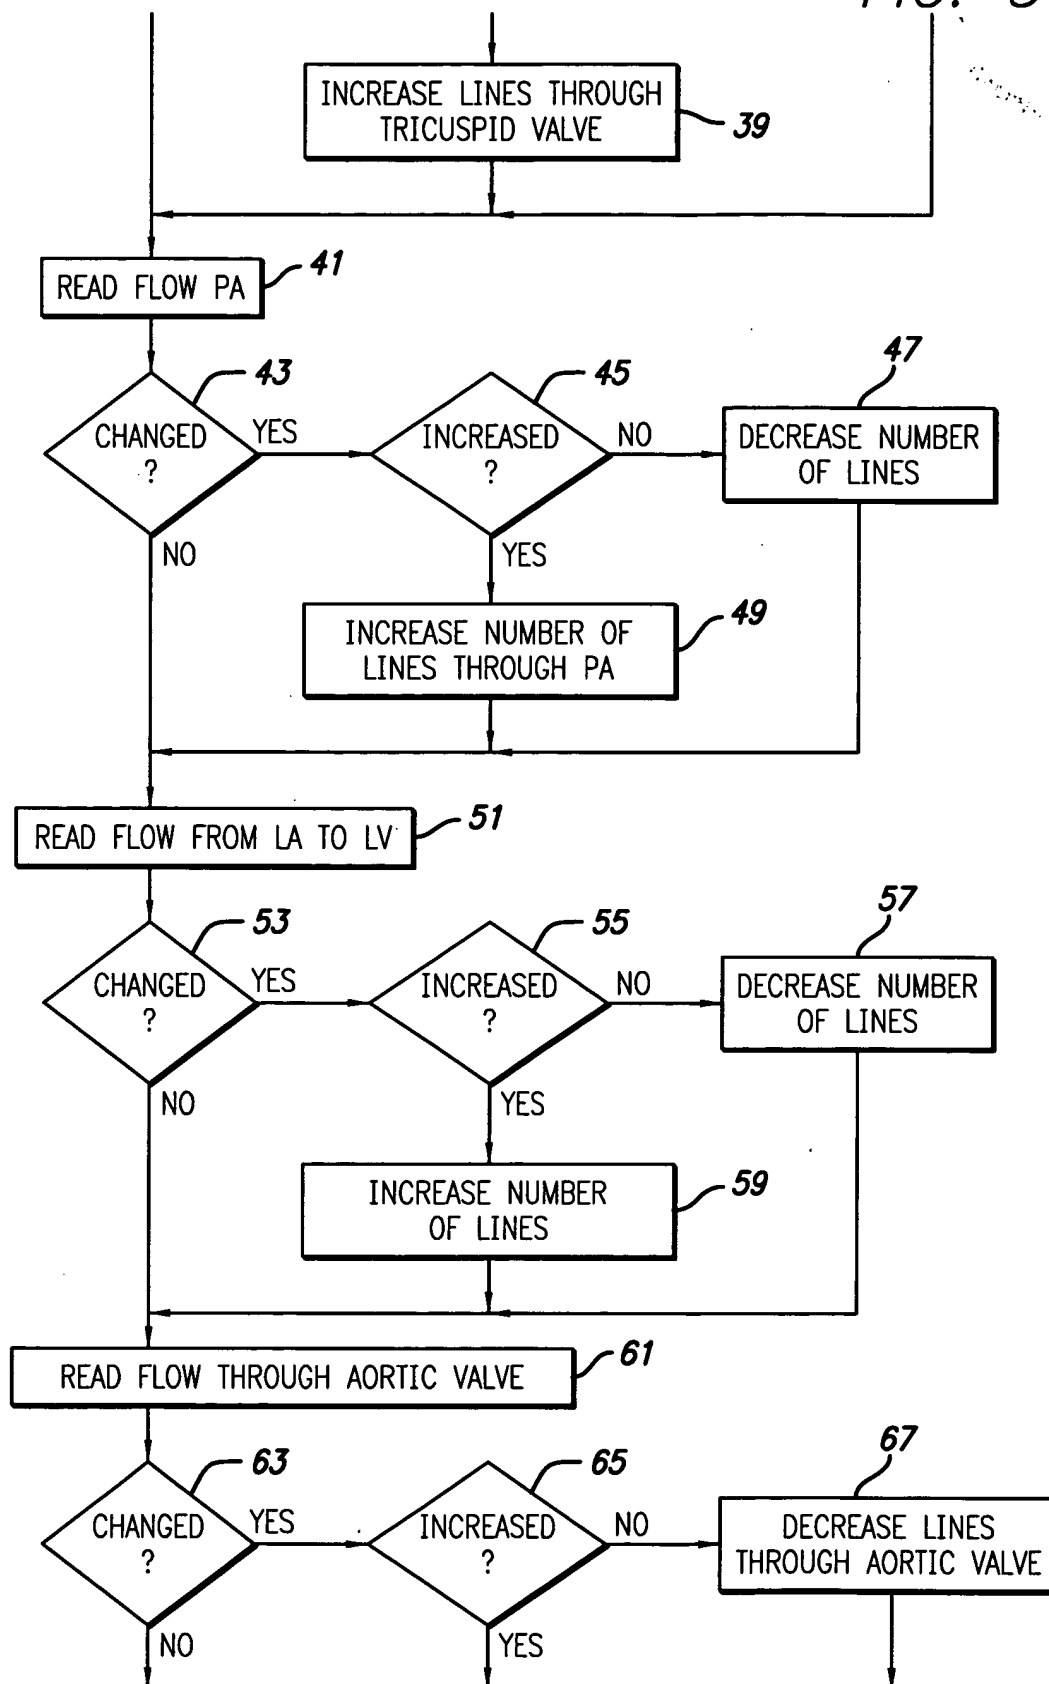 FIG. 3
INCREASE LINES THROUGH
TRICUSPID VALVE
39
READ FLOW PA
41
CHANGED
?
43
YES
NO
INCREASED
?
45
NO
YES
DECREASE NUMBER
OF LINES
47
INCREASE NUMBER OF
LINES THROUGH PA
49
READ FLOW FROM LA TO LV
51
CHANGED
?
53
YES
NO
INCREASED
?
55
NO
YES
DECREASE NUMBER
OF LINES
57
INCREASE NUMBER
OF LINES
59
READ FLOW THROUGH AORTIC VALVE
61
CHANGED
?
63
YES
NO
INCREASED
?
65
NO
YES
DECREASE LINES
THROUGH AORTIC VALVE
67